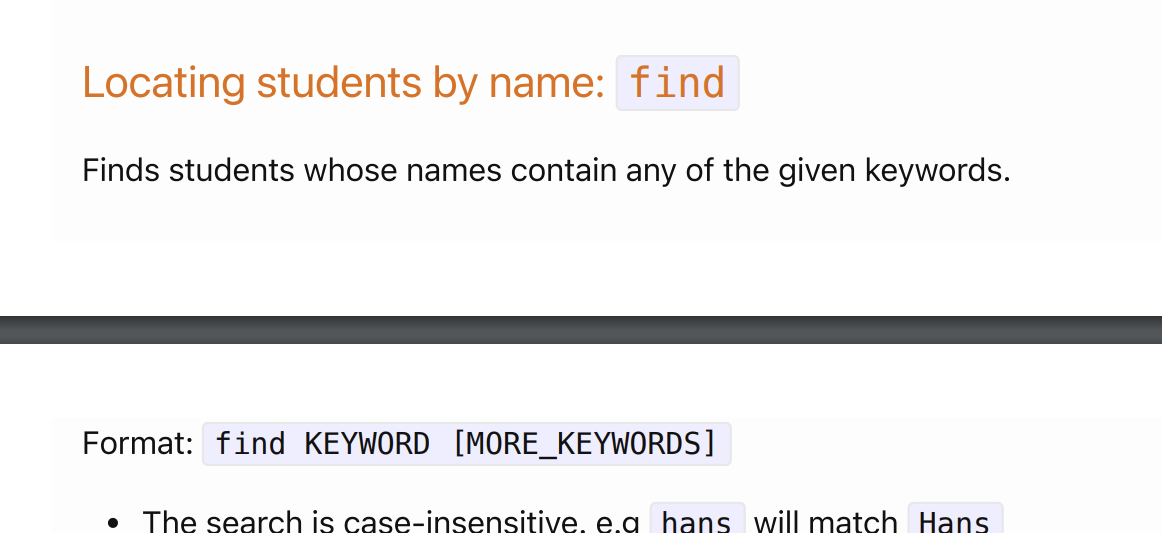 Locating students by name: find
Finds students whose names contain any of the given keywords.
Format: find KEYWORD [MORE_KEYWORDS]
• The search is case-insensitive. e.g hans will match Hans